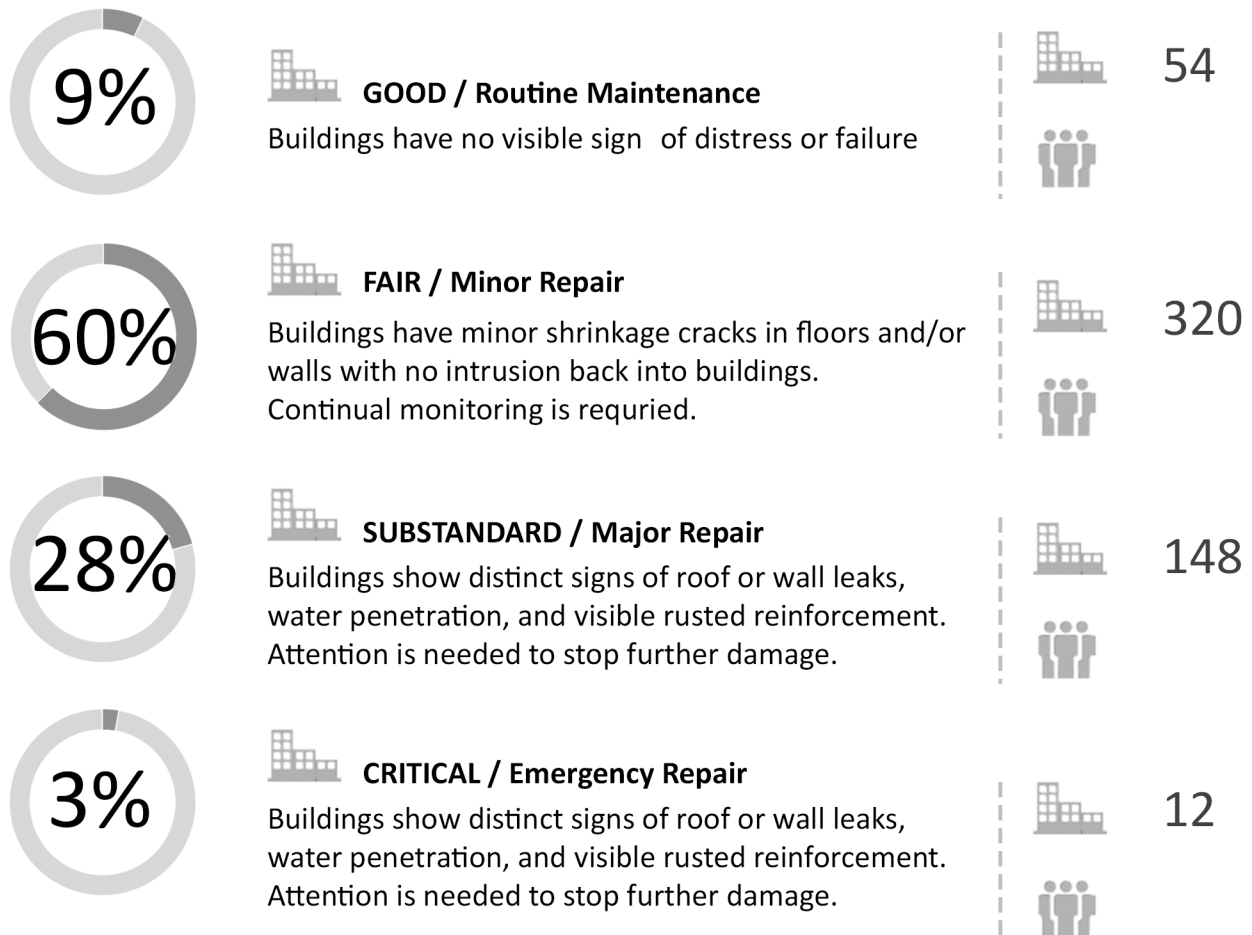 9%
GOOD / Routine Maintenance
Buildings have no visible sign of distress or failure
54
60%
FAIR / Minor Repair
Buildings have minor shrinkage cracks in floors and/or
walls with no intrusion back into buildings.
Continual monitoring is requried.
320
28%
SUBSTANDARD / Major Repair
Buildings show distinct signs of roof or wall leaks,
water penetration, and visible rusted reinforcement.
Attention is needed to stop further damage.
148
3%
CRITICAL / Emergency Repair
Buildings show distinct signs of roof or wall leaks,
water penetration, and visible rusted reinforcement.
Attention is needed to stop further damage.
12